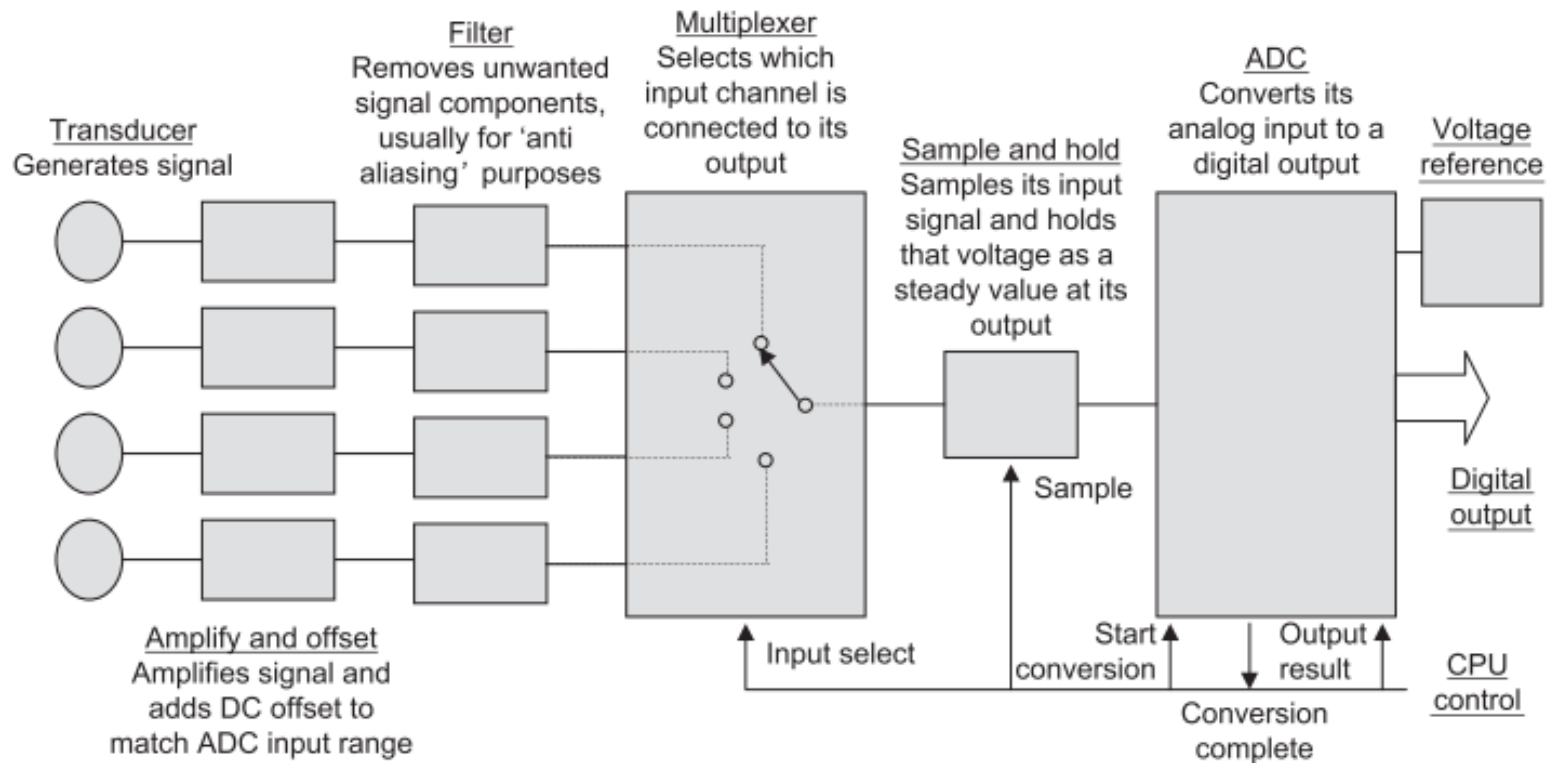 Transducer
Generates signal
Filter
Removes unwanted
signal components,
usually for ‘anti
aliasing’ purposes
Multiplexer
Selects which
input channel is
connected to its
output
Sample and hold
Samples its input
signal and holds
that voltage as a
steady value at its
output
ADC
Converts its
analog input to a
digital output
Voltage
reference
Sample
Digital
output
Amplify and offset
Amplifies signal and
adds DC offset to
match ADC input range
Input select
Start
conversion
Output
result
CPU
control
Conversion
complete